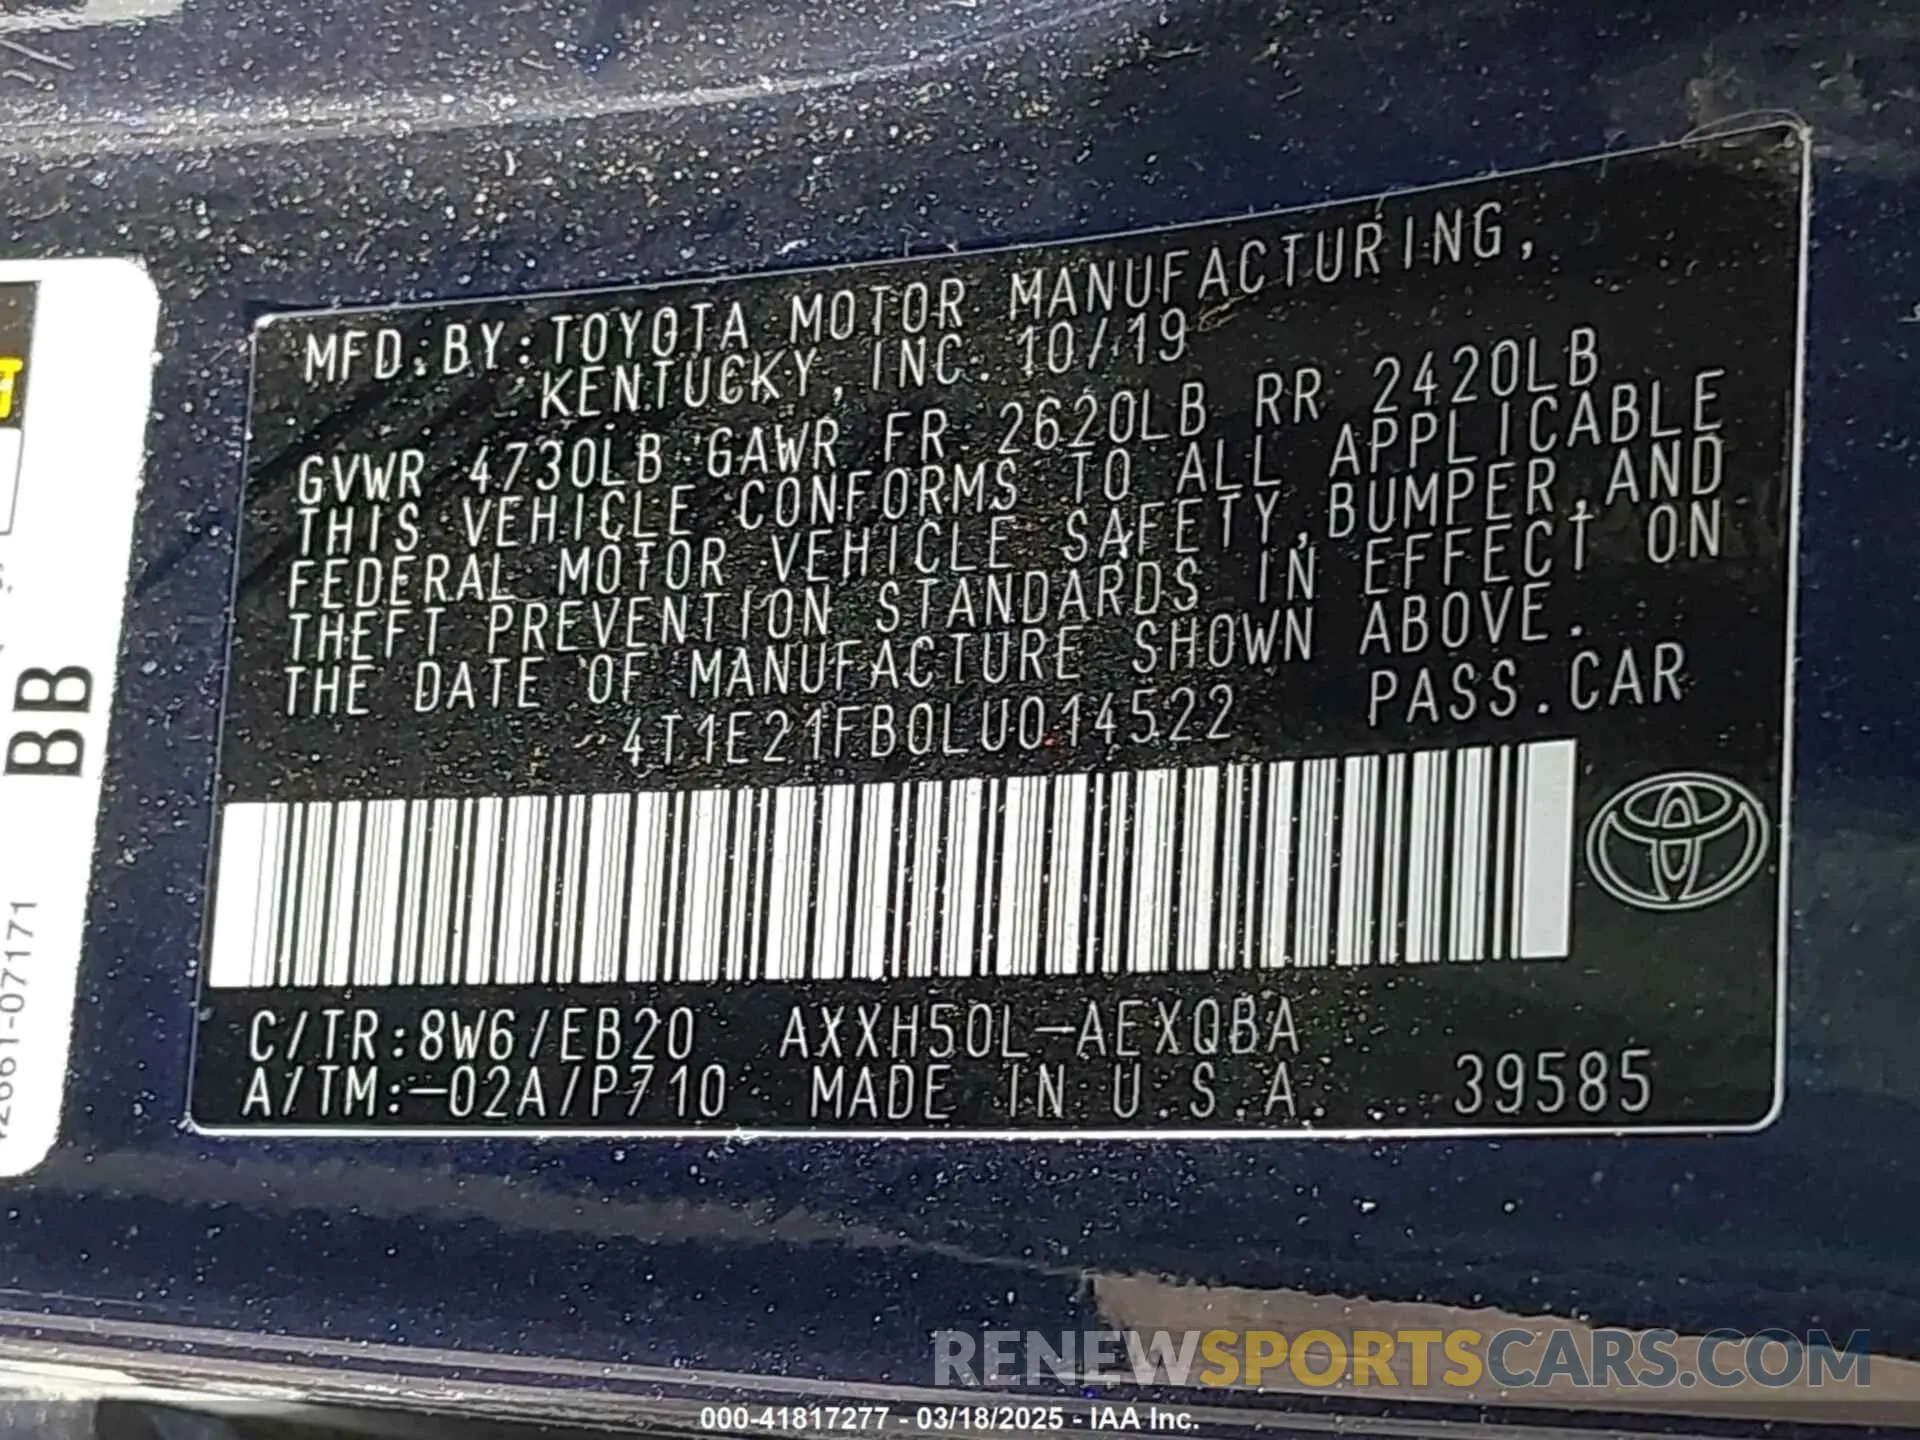 MFD.BY:TOYOTA MOTOR MANUFACTURING,
KENTUCKY, INC. 10/19
GVWR 4730LB GAWR FR 2620LB RR 2420LB
THIS VEHICLE CONFORMS TO ALL APPLICABLE
FEDERAL MOTOR VEHICLE SAFETY,BUMPER,AND
THEFT PREVENTION STANDARDS IN EFFECT ON
THE DATE OF MANUFACTURE SHOWN ABOVE.
4T1E21FB0LU014522 PASS.CAR
C/TR:8W6/EB20 AXXH50L-AEXQBA
A/TM:-02A/P710 MADE IN U.S.A. 39585
BB
RENEWSPORTSCARS.COM
000-41817277 - 03/18/2025 - IAA Inc.